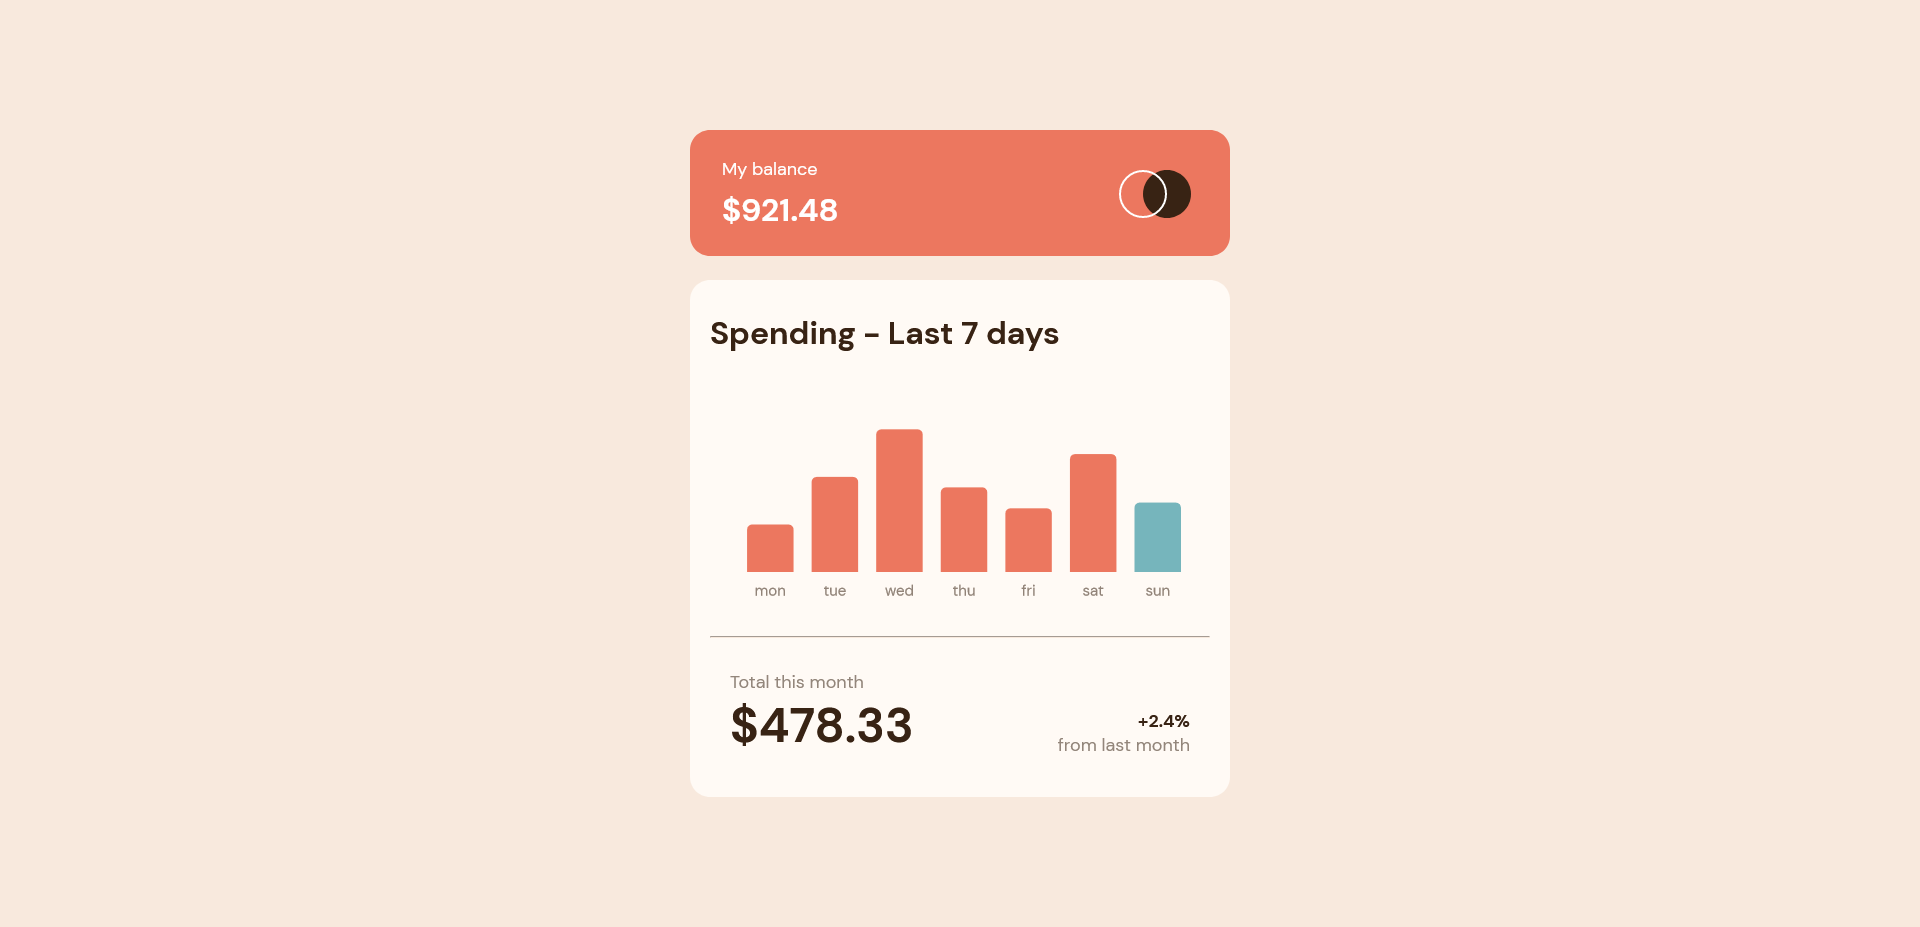 My balance
$921.48
Spending - Last 7 days
mon tue wed thu fri sat sun
Total this month
$478.33
+2.4%
from last month